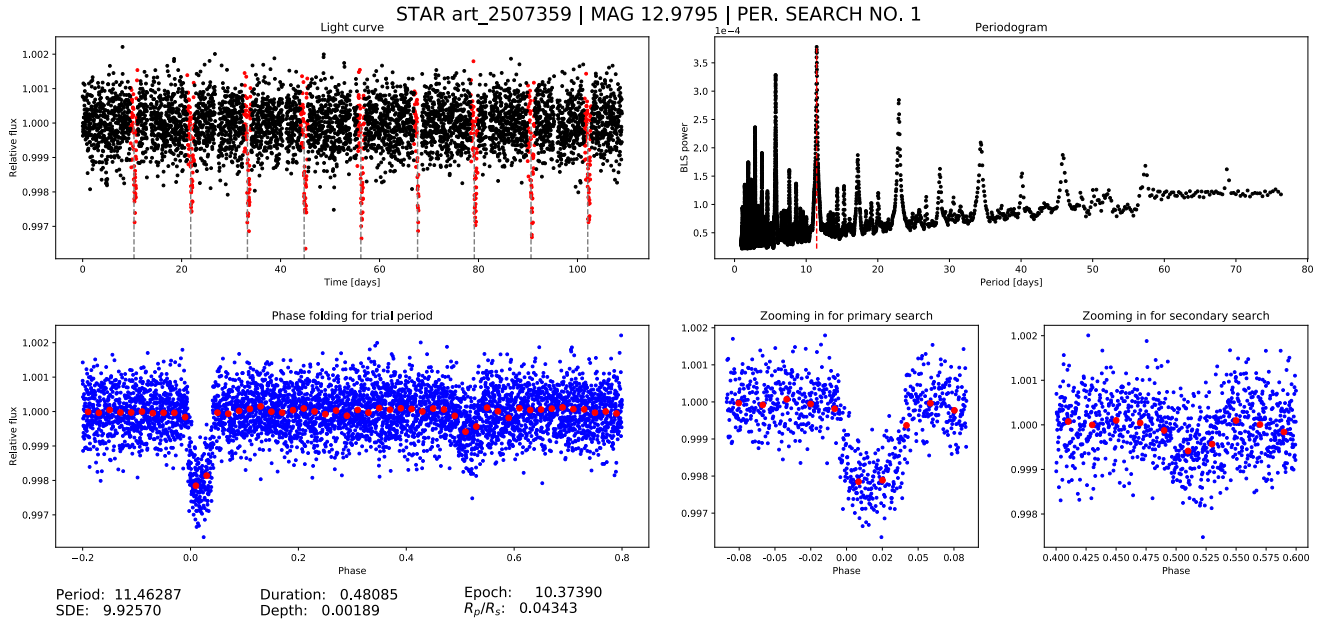 STAR art_2507359 | MAG 12.9795 | PER. SEARCH NO. 1
Light curve
1.002
1.001
1.000
0.999
0.998
0.997
Relative flux
0 20 40 60 80 100
Time [days]
Periodogram
1e−4
3.5
3.0
2.5
2.0
1.5
1.0
0.5
BLS power
0 10 20 30 40 50 60 70 80
Period [days]
Phase folding for trial period
1.002
1.001
1.000
0.999
0.998
0.997
Relative flux
−0.2 0.0 0.2 0.4 0.6 0.8
Phase
Zooming in for primary search
1.002
1.001
1.000
0.999
0.998
0.997
-0.08 -0.05 -0.02 0.00 0.02 0.05 0.08
Phase
Zooming in for secondary search
1.002
1.001
1.000
0.999
0.998
0.400 0.425 0.450 0.475 0.500 0.525 0.550 0.575 0.600
Phase
Period: 11.46287 Duration: 0.48085 Epoch: 10.37390
SDE: 9.92570 Depth: 0.00189 Rp/Rs: 0.04343